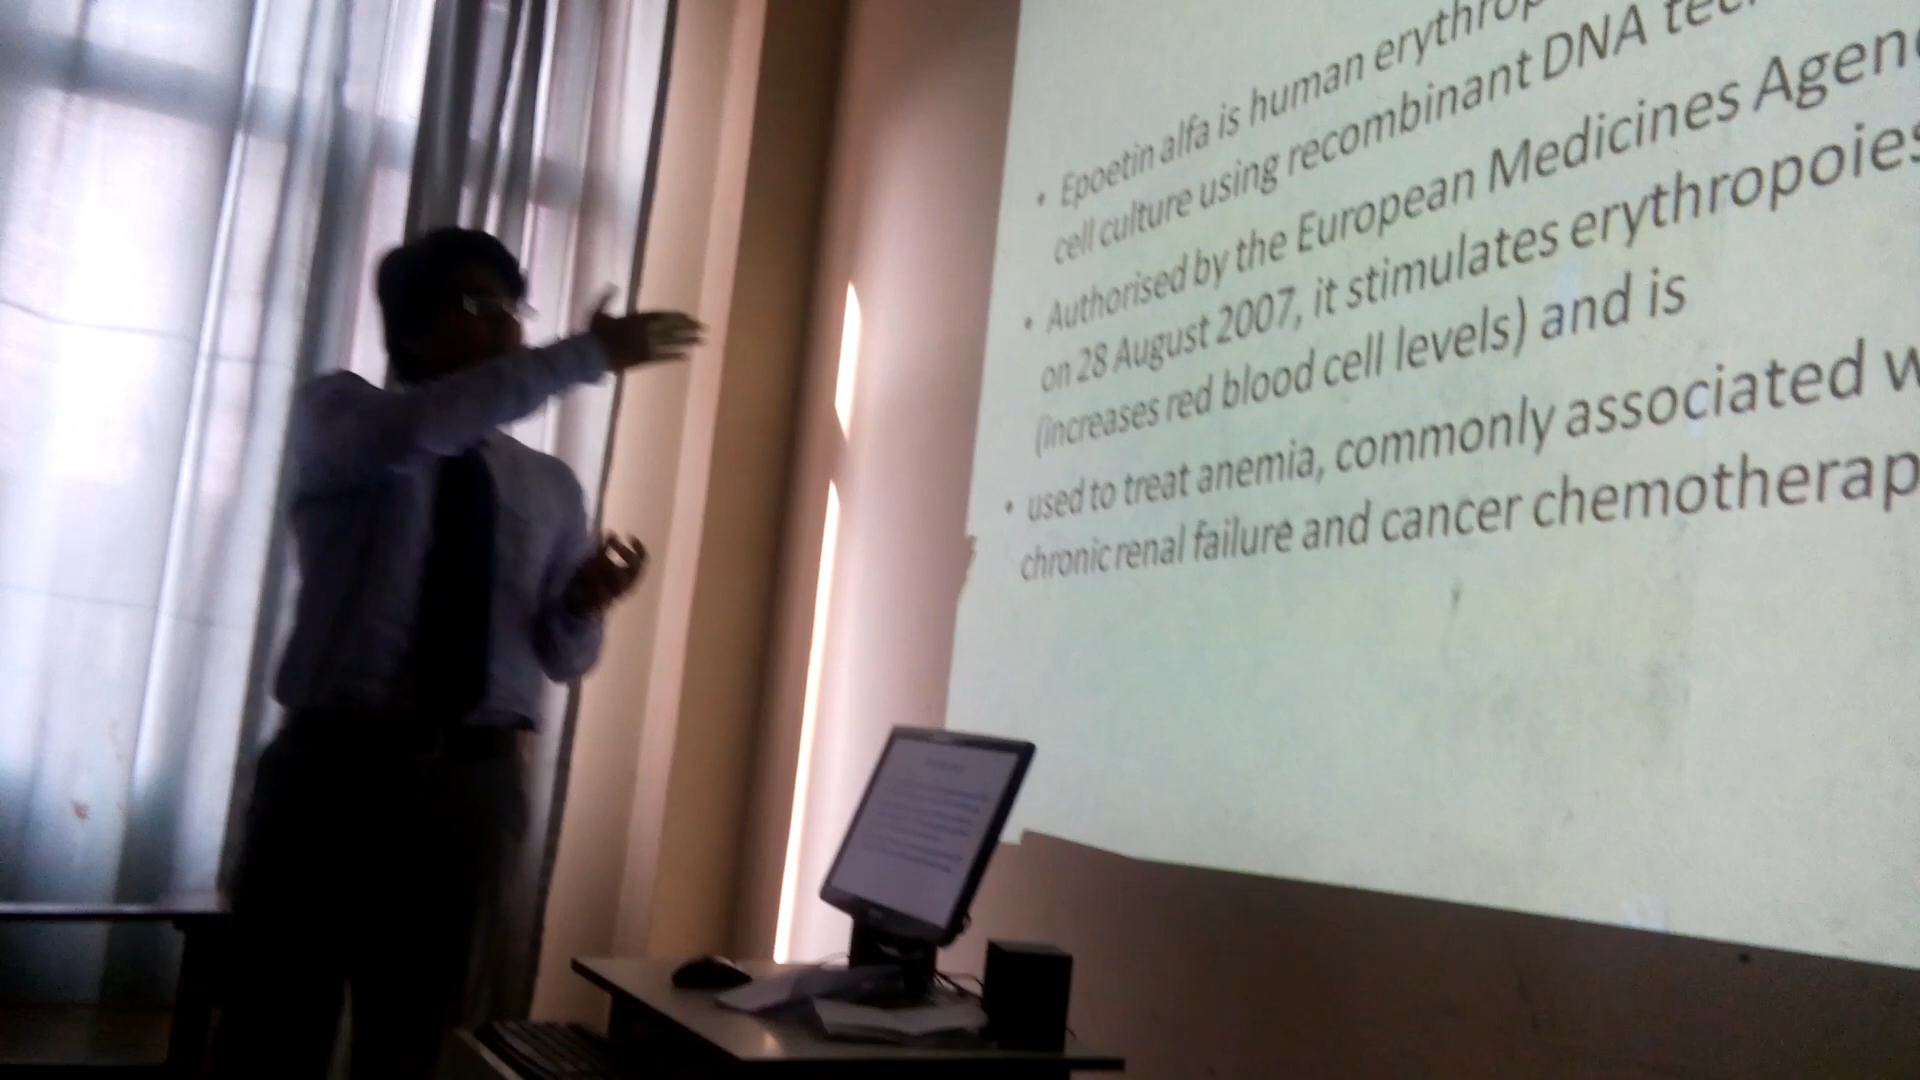 • Epoetin alfa is human erythrop
cell culture using recombinant DNA tec
• Authorised by the European Medicines Agen
on 28 August 2007, it stimulates erythropoies
(increases red blood cell levels) and is
• used to treat anemia, commonly associated w
chronic renal failure and cancer chemotherap